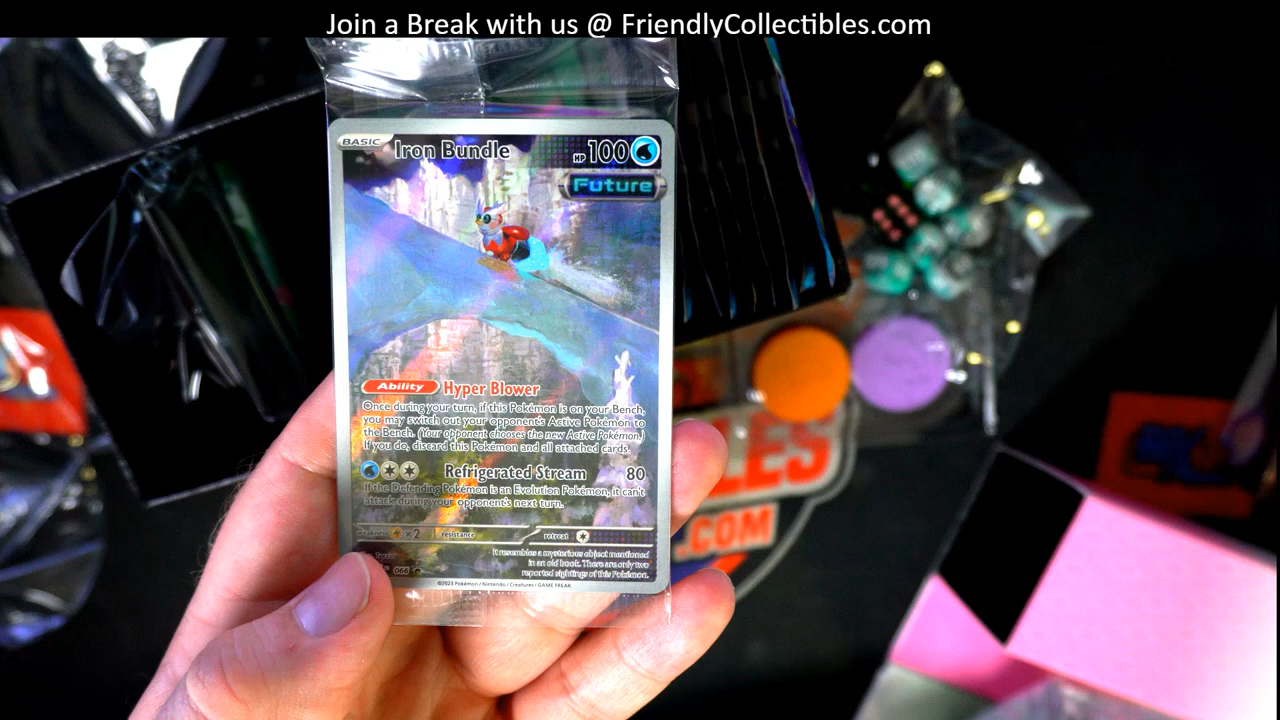 Join a Break with us @ FriendlyCollectibles.com
BASIC
Iron Bundle
HP 100
Future
Ability Hyper Blower
Once during your turn, if this Pokémon is on your Bench,
you may switch out your opponent's Active Pokémon to
the Bench. (Your opponent chooses the new Active Pokémon.)
If you do, discard this Pokémon and all attached cards.
Refrigerated Stream 80
If the Defending Pokémon is an Evolution Pokémon, it can't
attack during your opponent's next turn.
weakness ×2 resistance
retreat
It resembles a mysterious object mentioned
in an old book. There are only two
reported sightings of this Pokémon.
066
©2023 Pokémon / Nintendo / Creatures / GAME FREAK
.COM